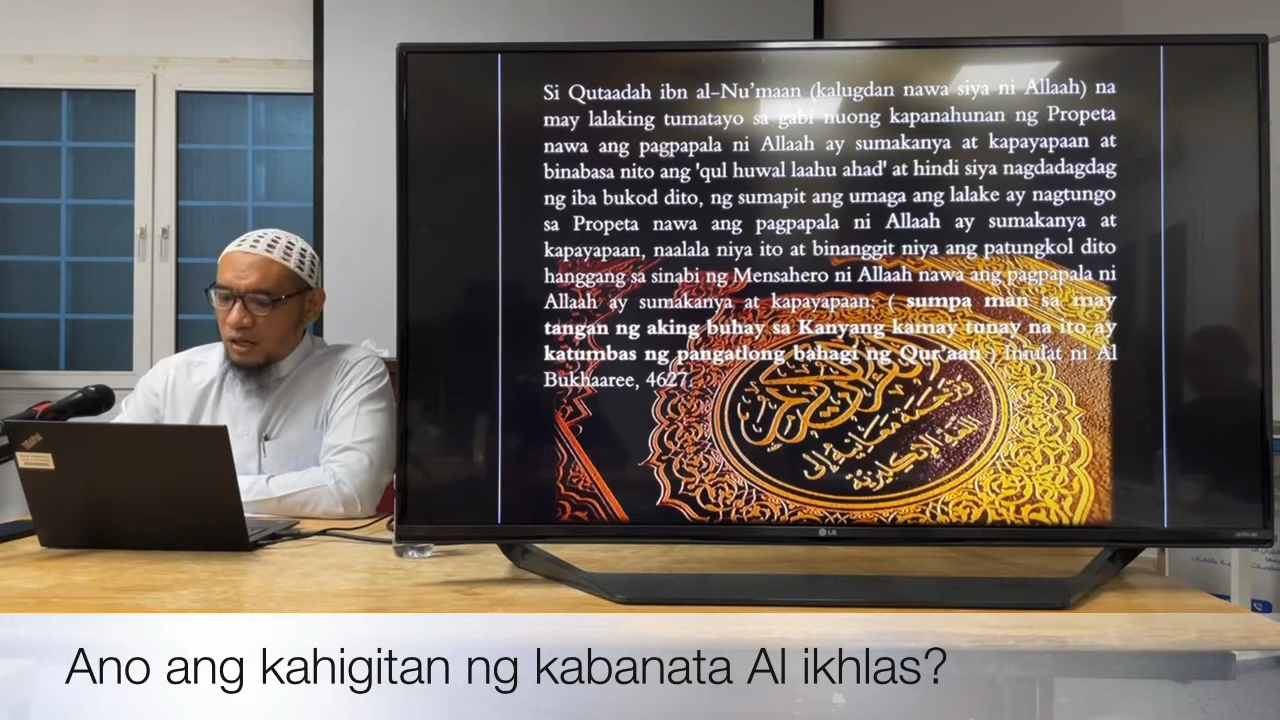 Si Qutaadah ibn al-Nu'maan (kalugdan nawa siya ni Allaah) na
may lalaking tumatayo sa gabi nuong kapanahunan ng Propeta
nawa ang pagpapala ni Allaah ay sumakanya at kapayapaan at
binabasa nito ang 'qul huwal laahu ahad' at hindi siya nagdadagdag
ng iba bukod dito, ng sumapit ang umaga ang lalake ay nagtungo
sa Propeta nawa ang pagpapala ni Allaah ay sumakanya at
kapayapaan, naalala niya ito at binanggit niya ang patungkol dito
hanggang sa sinabi ng Mensahero ni Allaah nawa ang pagpapala ni
Allaah ay sumakanya at kapayapaan: ( sumpa man sa may
tangan ng aking buhay sa Kanyang kamay tunay na ito ay
katumbas ng pangatlong bahagi ng Qur'aan ) Iniulat ni Al
Bukhaaree, 4627.
وترجمة معانيه إلى
اللغة الإنكليزية
LG
Ano ang kahigitan ng kabanata Al ikhlas?